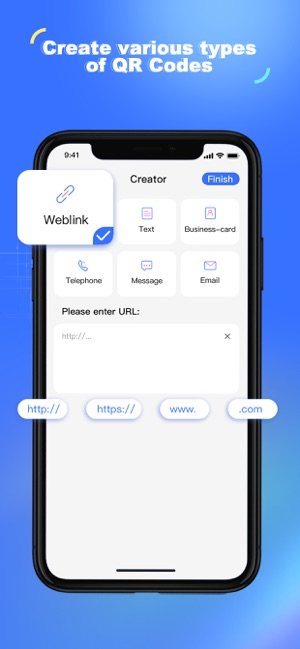 Create various types
of QR Codes
9:41
Creator
Finish
Weblink
Text
Business-card
Telephone
Message
Email
Please enter URL:
http://...
http://
https://
www.
.com